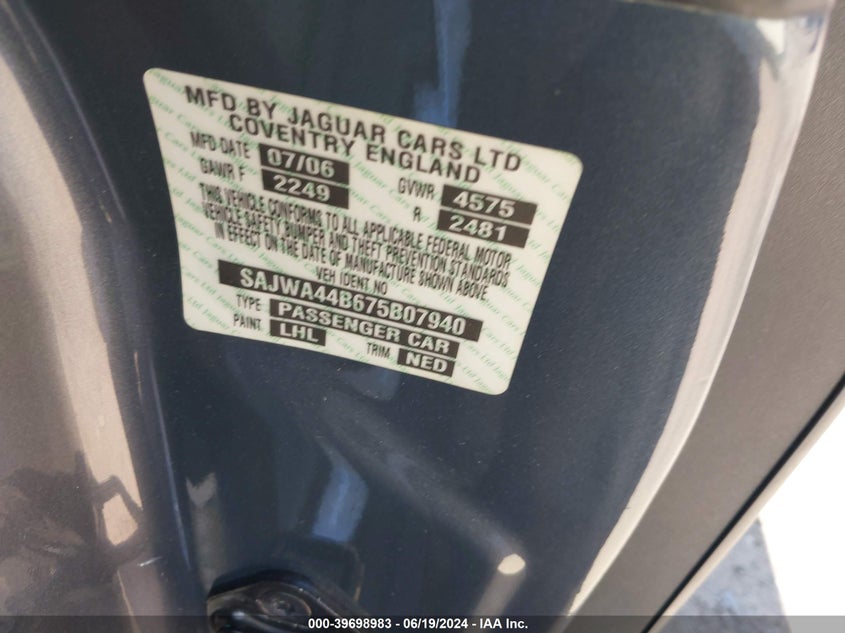 MFD BY JAGUAR CARS LTD
COVENTRY ENGLAND
MFD DATE 07/06 GVWR 4575
GAWR F 2249 R 2481
THIS VEHICLE CONFORMS TO ALL APPLICABLE FEDERAL MOTOR
VEHICLE SAFETY, BUMPER AND THEFT PREVENTION STANDARDS
IN EFFECT ON THE DATE OF MANUFACTURE SHOWN ABOVE.
VEH IDENT NO
SAJWA44B675B07940
TYPE PASSENGER CAR
PAINT LHL TRIM NED
000-39698983 - 06/19/2024 - IAA Inc.